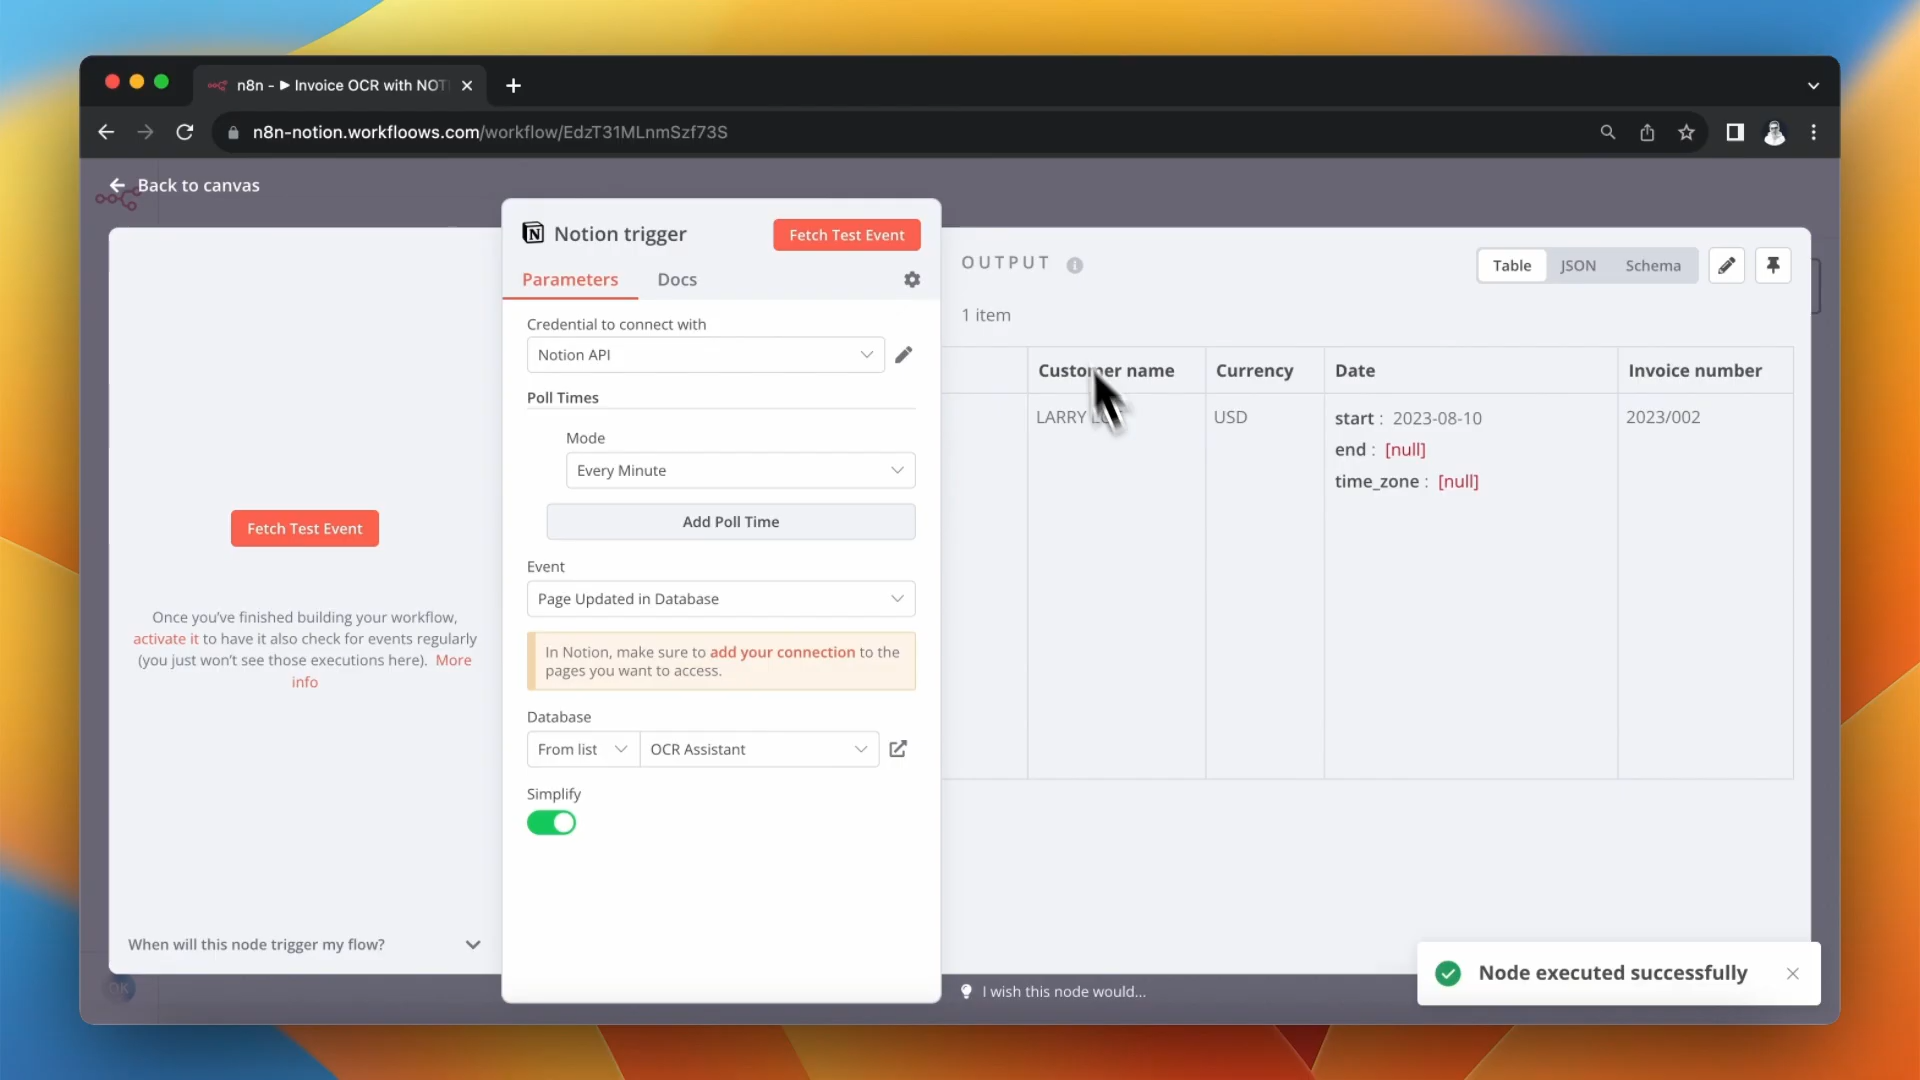 n8n - ▶ Invoice OCR with NOT
n8n-notion.workfloows.com/workflow/EdzT31MLnmSzf73S
Back to canvas
Fetch Test Event
Once you've finished building your workflow,
activate it to have it also check for events regularly
(you just won't see those executions here). More
info
When will this node trigger my flow?
Notion trigger
Fetch Test Event
Parameters
Docs
Credential to connect with
Notion API
Poll Times
Mode
Every Minute
Add Poll Time
Event
Page Updated in Database
In Notion, make sure to add your connection to the
pages you want to access.
Database
From list
OCR Assistant
Simplify
OUTPUT
Table
JSON
Schema
1 item
Customer name
Currency
Date
Invoice number
LARRY
USD
start : 2023-08-10
end : [null]
time_zone : [null]
2023/002
I wish this node would...
Node executed successfully
OK